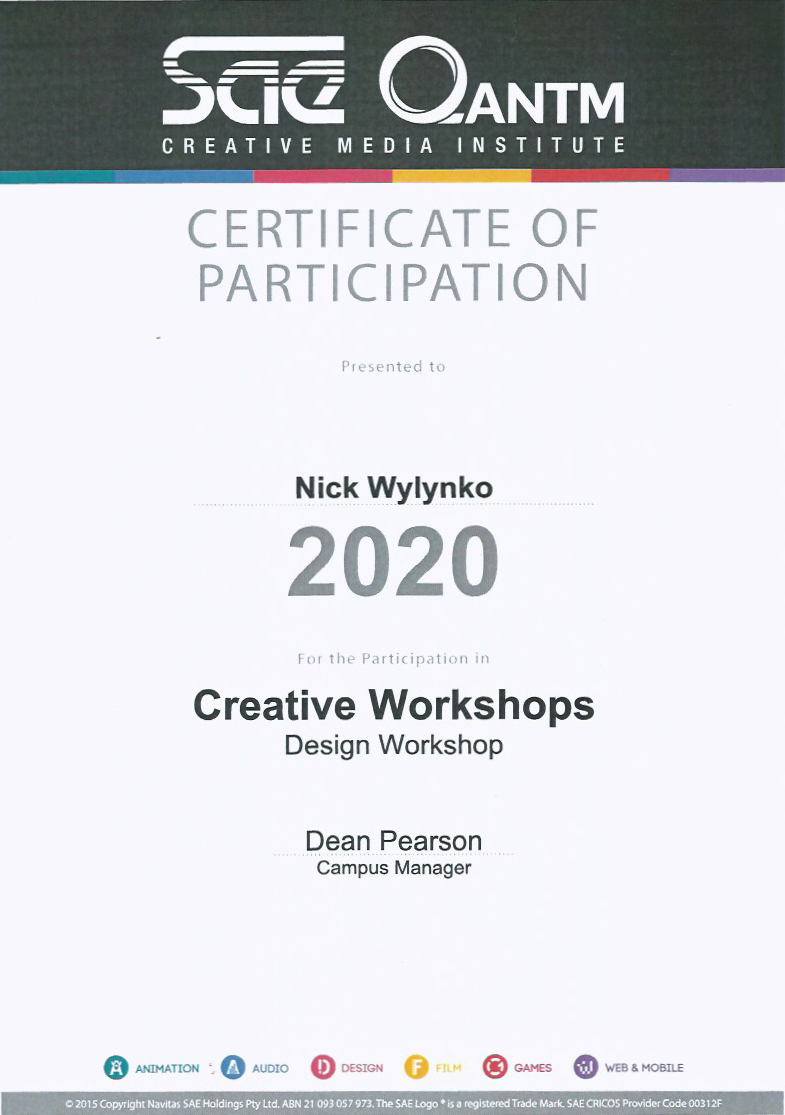 SAE QANTM
CREATIVE MEDIA INSTITUTE
CERTIFICATE OF
PARTICIPATION
Presented to
Nick Wylynko
2020
For the Participation in
Creative Workshops
Design Workshop
Dean Pearson
Campus Manager
ANIMATION AUDIO D DESIGN F FILM GAMES WEB & MOBILE
© 2015 Copyright Navitas SAE Holdings Pty Ltd. ABN 21 093 057 973. The SAE Logo ® is a registered Trade Mark. SAE CRICOS Provider Code 00312F